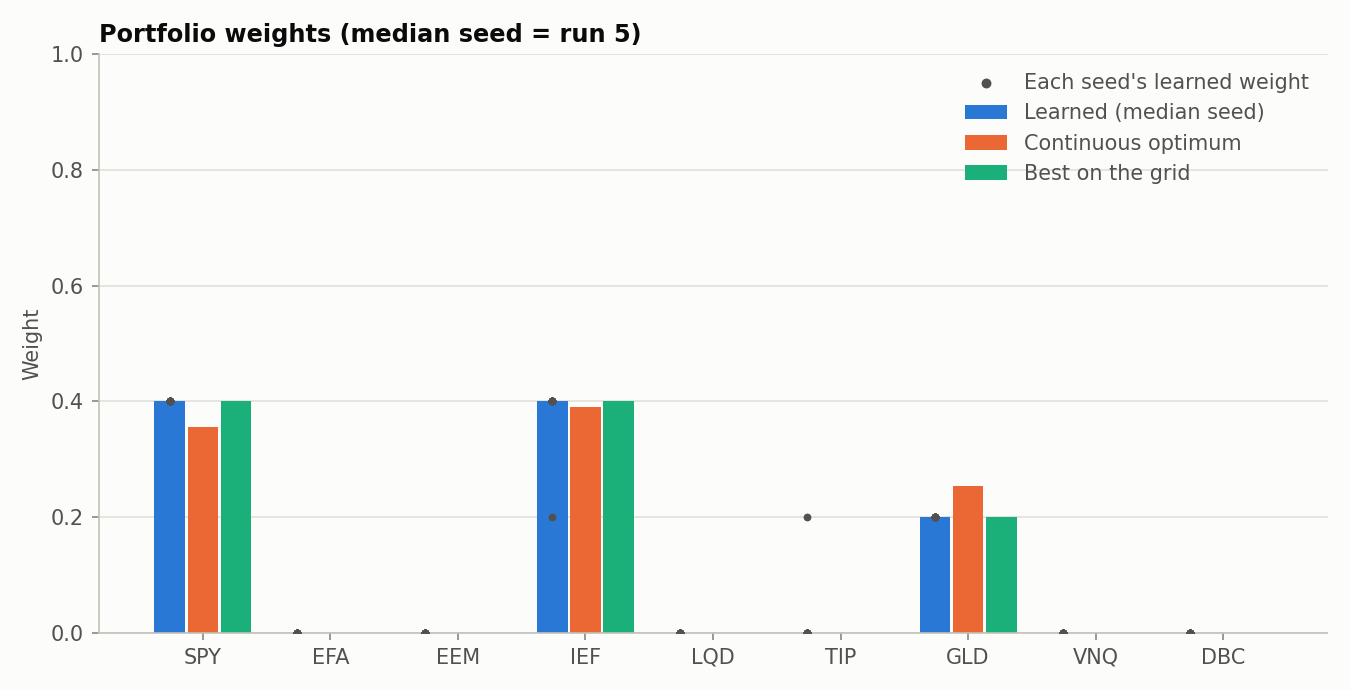 Portfolio weights (median seed = run 5)
Each seed's learned weight
Learned (median seed)
Continuous optimum
Best on the grid
Weight
1.0
0.8
0.6
0.4
0.2
0.0
SPY
EFA
EEM
IEF
LQD
TIP
GLD
VNQ
DBC